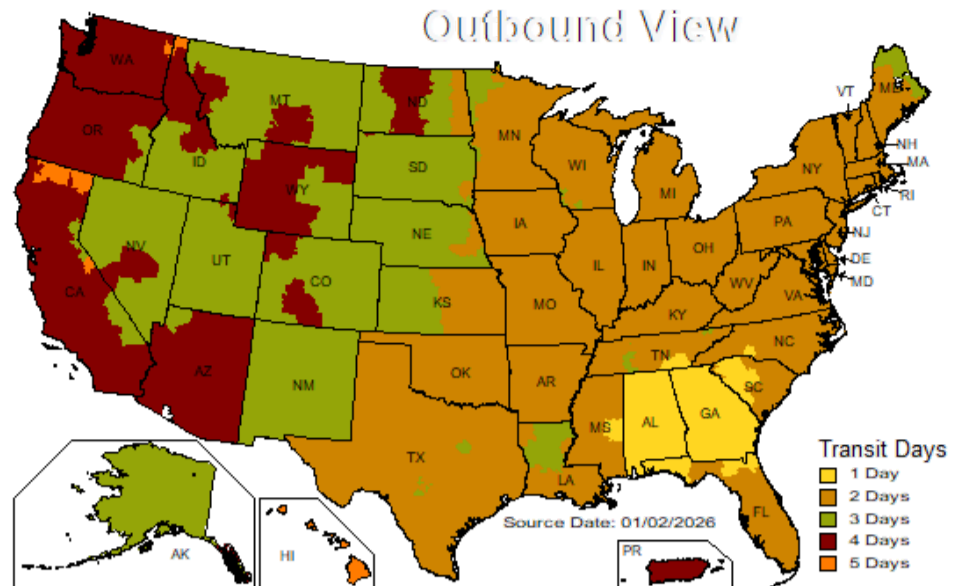 Outbound View
WA
MT
ND
VT
ME
OR
MN
NH
ID
SD
WI
NY
MA
WY
MI
RI
CT
IA
PA
NE
NJ
NV
OH
UT
IL
IN
DE
CO
WV
MD
CA
KS
MO
VA
KY
NC
TN
AZ
OK
AR
NM
SC
MS
AL
GA
TX
LA
FL
Transit Days
1 Day
2 Days
3 Days
4 Days
5 Days
Source Date: 01/02/2026
AK
HI
PR